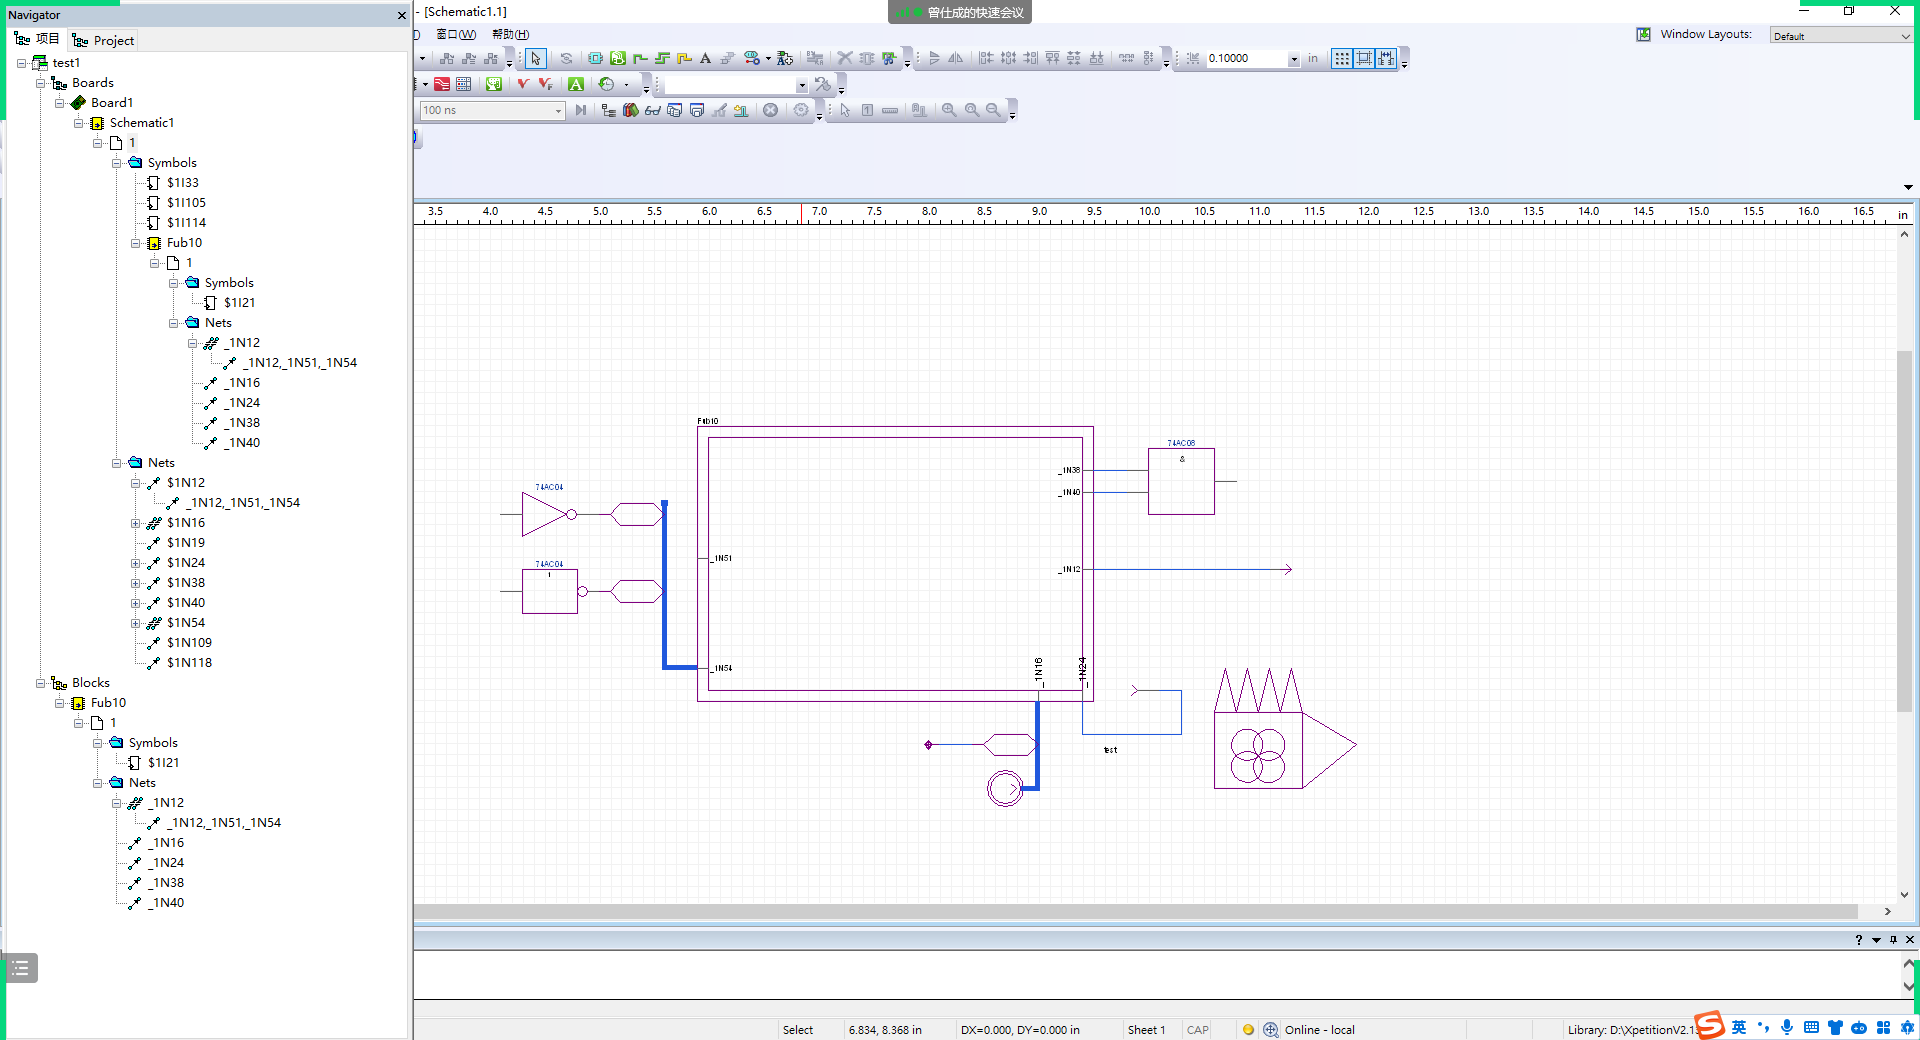 Navigator
- [Schematic1.1]
曾仕成的快速会议
项目
Project
窗口(W)
帮助(H)
Window Layouts:
Default
0.10000
in
100 ns
test1
Boards
Board1
Schematic1
1
Symbols
$1I33
$1I105
$1I114
Fub10
1
Symbols
$1I21
Nets
_1N12
_1N12,_1N51,_1N54
_1N16
_1N24
_1N38
_1N40
Nets
$1N12
_1N12,_1N51,_1N54
$1N16
$1N19
$1N24
$1N38
$1N40
$1N54
$1N109
$1N118
Blocks
Fub10
1
Symbols
$1I21
Nets
_1N12
_1N12,_1N51,_1N54
_1N16
_1N24
_1N38
_1N40
3.5 4.0 4.5 5.0 5.5 6.0 6.5 7.0 7.5 8.0 8.5 9.0 9.5 10.0 10.5 11.0 11.5 12.0 12.5 13.0 13.5 14.0 14.5 15.0 15.5 16.0 16.5 in
Fub10
74AC08
&
_1N38
_1N40
74AC04
74AC04
1
_1N51
_1N12
_1N54
_1N16
_1N24
test
Select
6.834, 8.368 in
DX=0.000, DY=0.000 in
Sheet 1
CAP
Online - local
Library: D:\XpetitionV2.1
英